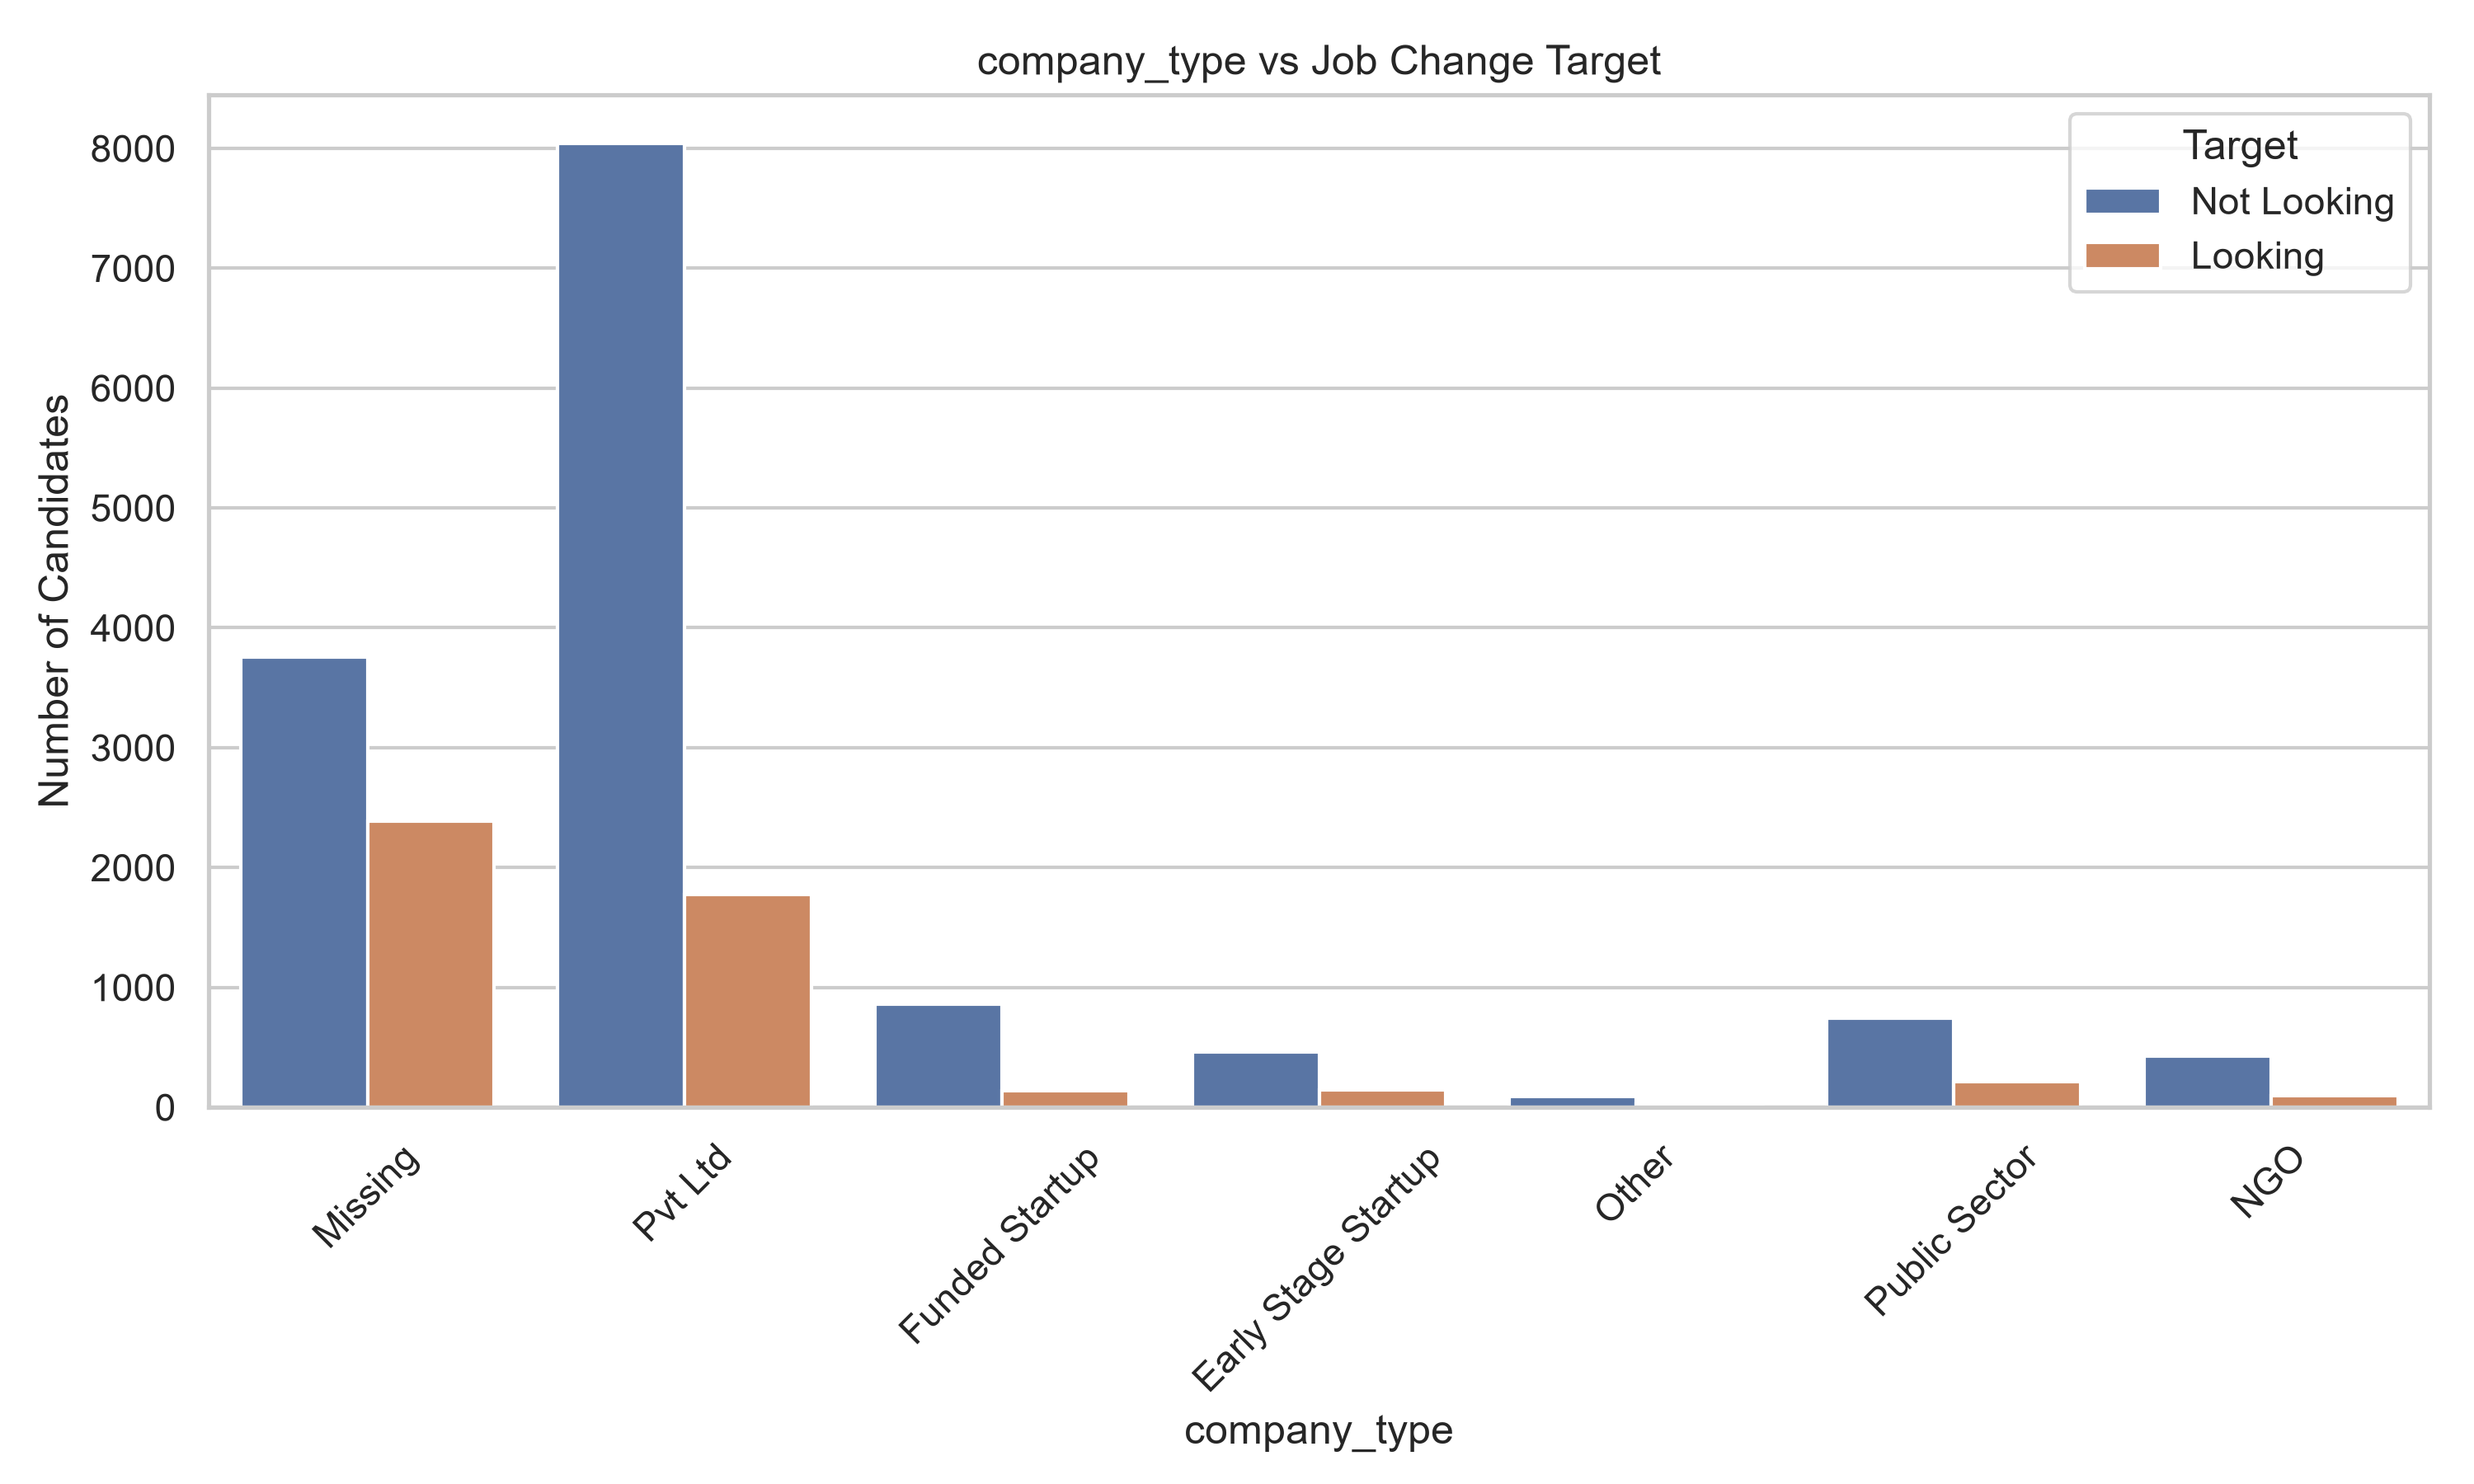 company_type vs Job Change Target
Target
Not Looking
Looking
Number of Candidates
8000
7000
6000
5000
4000
3000
2000
1000
0
Missing
Pvt Ltd
Funded Startup
Early Stage Startup
Other
Public Sector
NGO
company_type